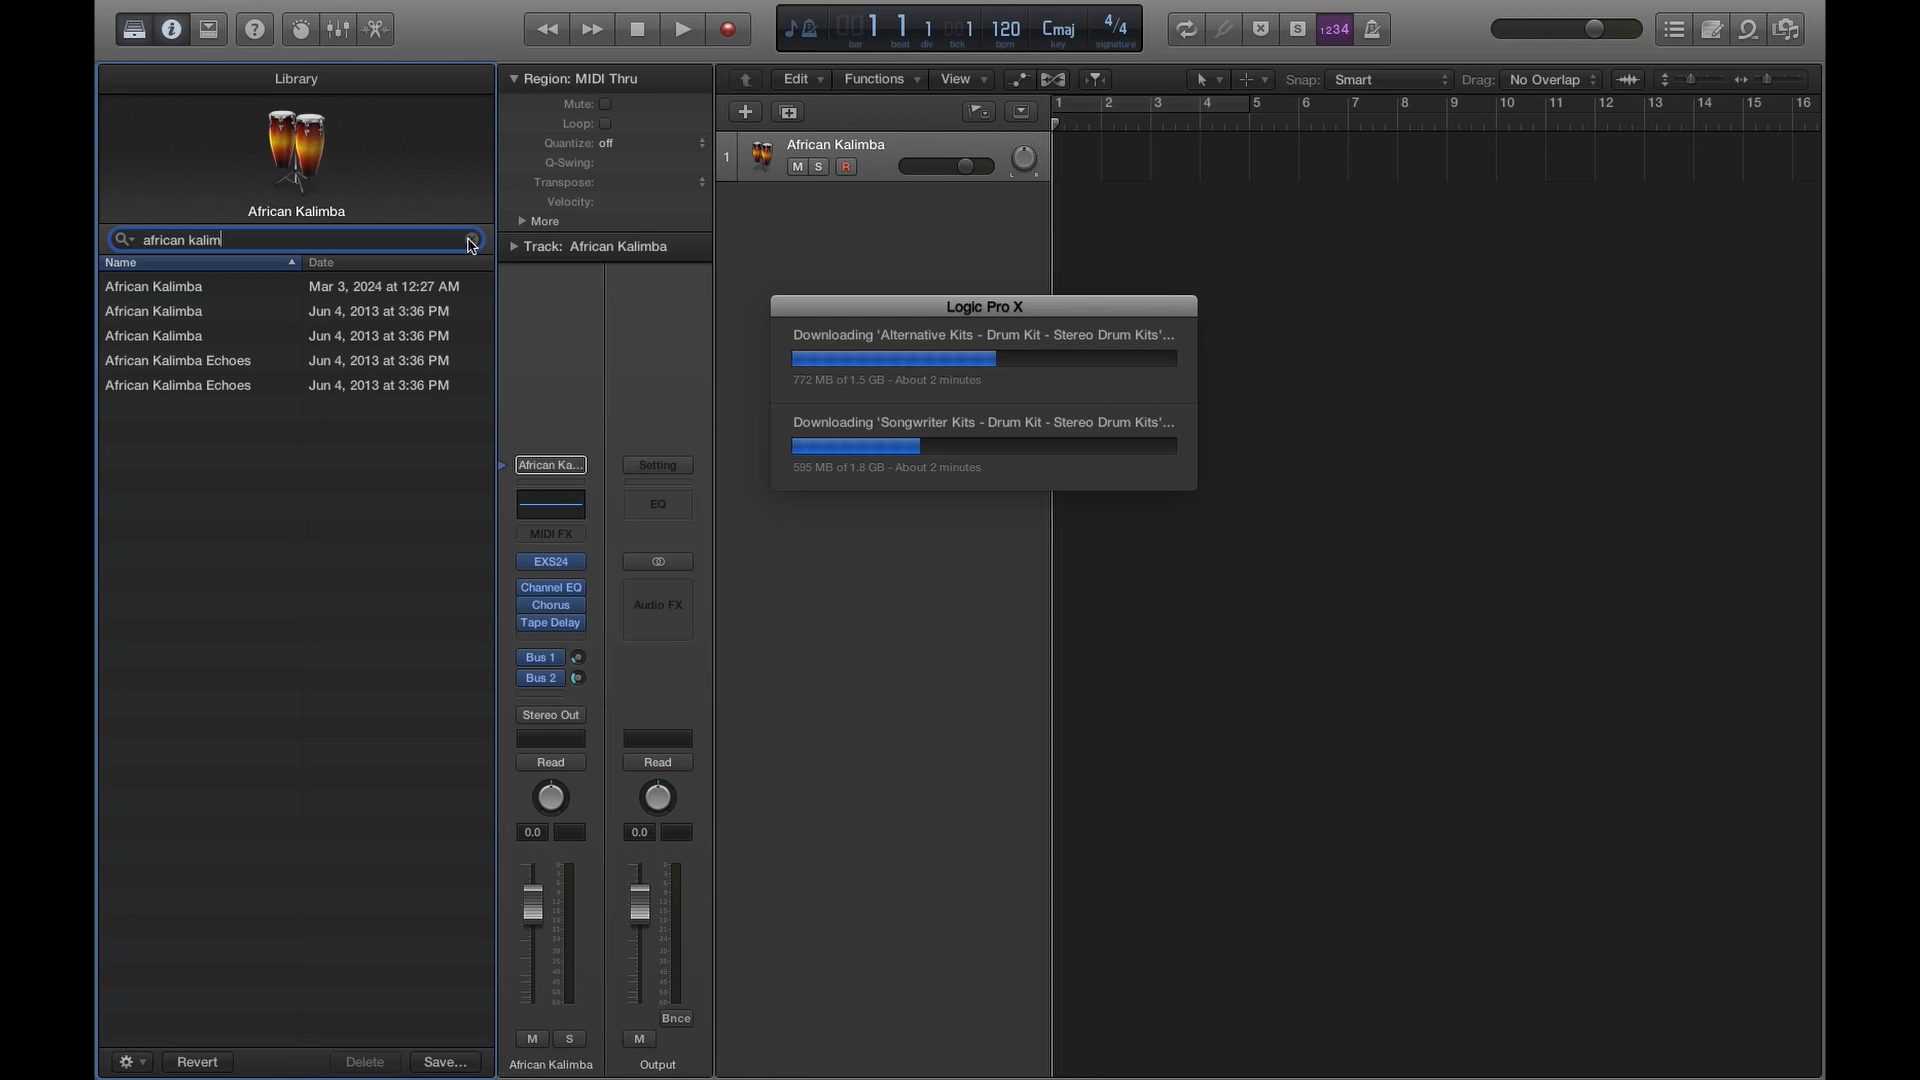 1 1 1 1 120 Cmaj 4/4
bar beat div tick bpm key signature
S 1234
Library
African Kalimba
african kalim
Name Date
African Kalimba Mar 3, 2024 at 12:27 AM
African Kalimba Jun 4, 2013 at 3:36 PM
African Kalimba Jun 4, 2013 at 3:36 PM
African Kalimba Echoes Jun 4, 2013 at 3:36 PM
African Kalimba Echoes Jun 4, 2013 at 3:36 PM
Revert Delete Save...
Region: MIDI Thru
Mute:
Loop:
Quantize: off
Q-Swing:
Transpose:
Velocity:
More
Track: African Kalimba
African Ka... Setting
EQ
MIDI FX
EXS24
Channel EQ
Chorus Audio FX
Tape Delay
Bus 1
Bus 2
Stereo Out
Read Read
0.0 0.0
Bnce
M S M
African Kalimba Output
Edit Functions View Snap: Smart Drag: No Overlap
1 2 3 4 5 6 7 8 9 10 11 12 13 14 15 16
1 African Kalimba
M S R L R
Logic Pro X
Downloading 'Alternative Kits - Drum Kit - Stereo Drum Kits'...
772 MB of 1.5 GB - About 2 minutes
Downloading 'Songwriter Kits - Drum Kit - Stereo Drum Kits'...
595 MB of 1.8 GB - About 2 minutes